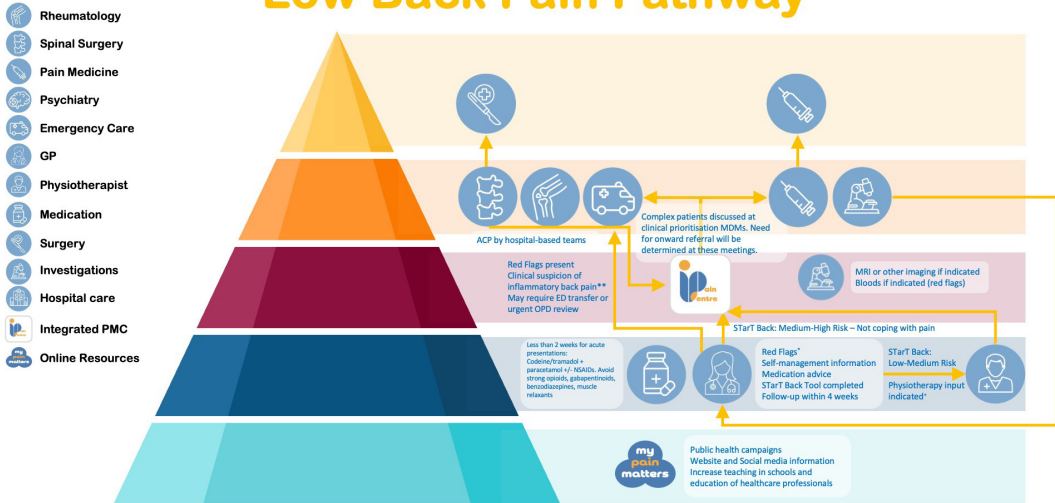 Low Back Pain Pathway
Rheumatology
Spinal Surgery
Pain Medicine
Psychiatry
Emergency Care
GP
Physiotherapist
Medication
Surgery
Investigations
Hospital care
Integrated PMC
Online Resources
ACP by hospital-based teams
Complex patients discussed at
clinical prioritisation MDMs. Need
for onward referral will be
determined at these meetings.
Red Flags present
Clinical suspicion of
inflammatory back pain**
May require ED transfer or
urgent OPD review
ip
ain
entre
MRI or other imaging if indicated
Bloods if indicated (red flags)
STarT Back: Medium-High Risk – Not coping with pain
Less than 2 weeks for acute
presentations:
Codeine/tramadol +
paracetamol +/- NSAIDs. Avoid
strong opioids, gabapentinoids,
benzodiazepines, muscle
relaxants
Red Flags*
Self-management information
Medication advice
STarT Back Tool completed
Follow-up within 4 weeks
STarT Back:
Low-Medium Risk
Physiotherapy input
indicated+
my
pain
matters
Public health campaigns
Website and Social media information
Increase teaching in schools and
education of healthcare professionals